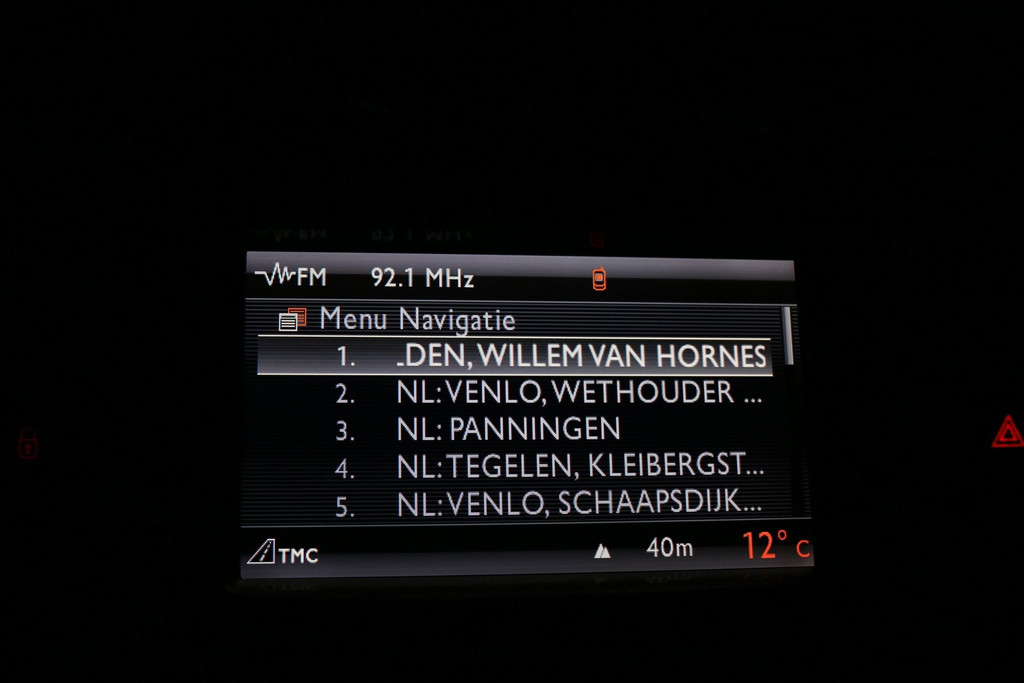 FM 92.1 MHz
Menu Navigatie
1. ..DEN, WILLEM VAN HORNES
2. NL: VENLO, WETHOUDER ...
3. NL: PANNINGEN
4. NL: TEGELEN, KLEIBERGST...
5. NL: VENLO, SCHAAPSDIJK...
TMC 40m 12° C